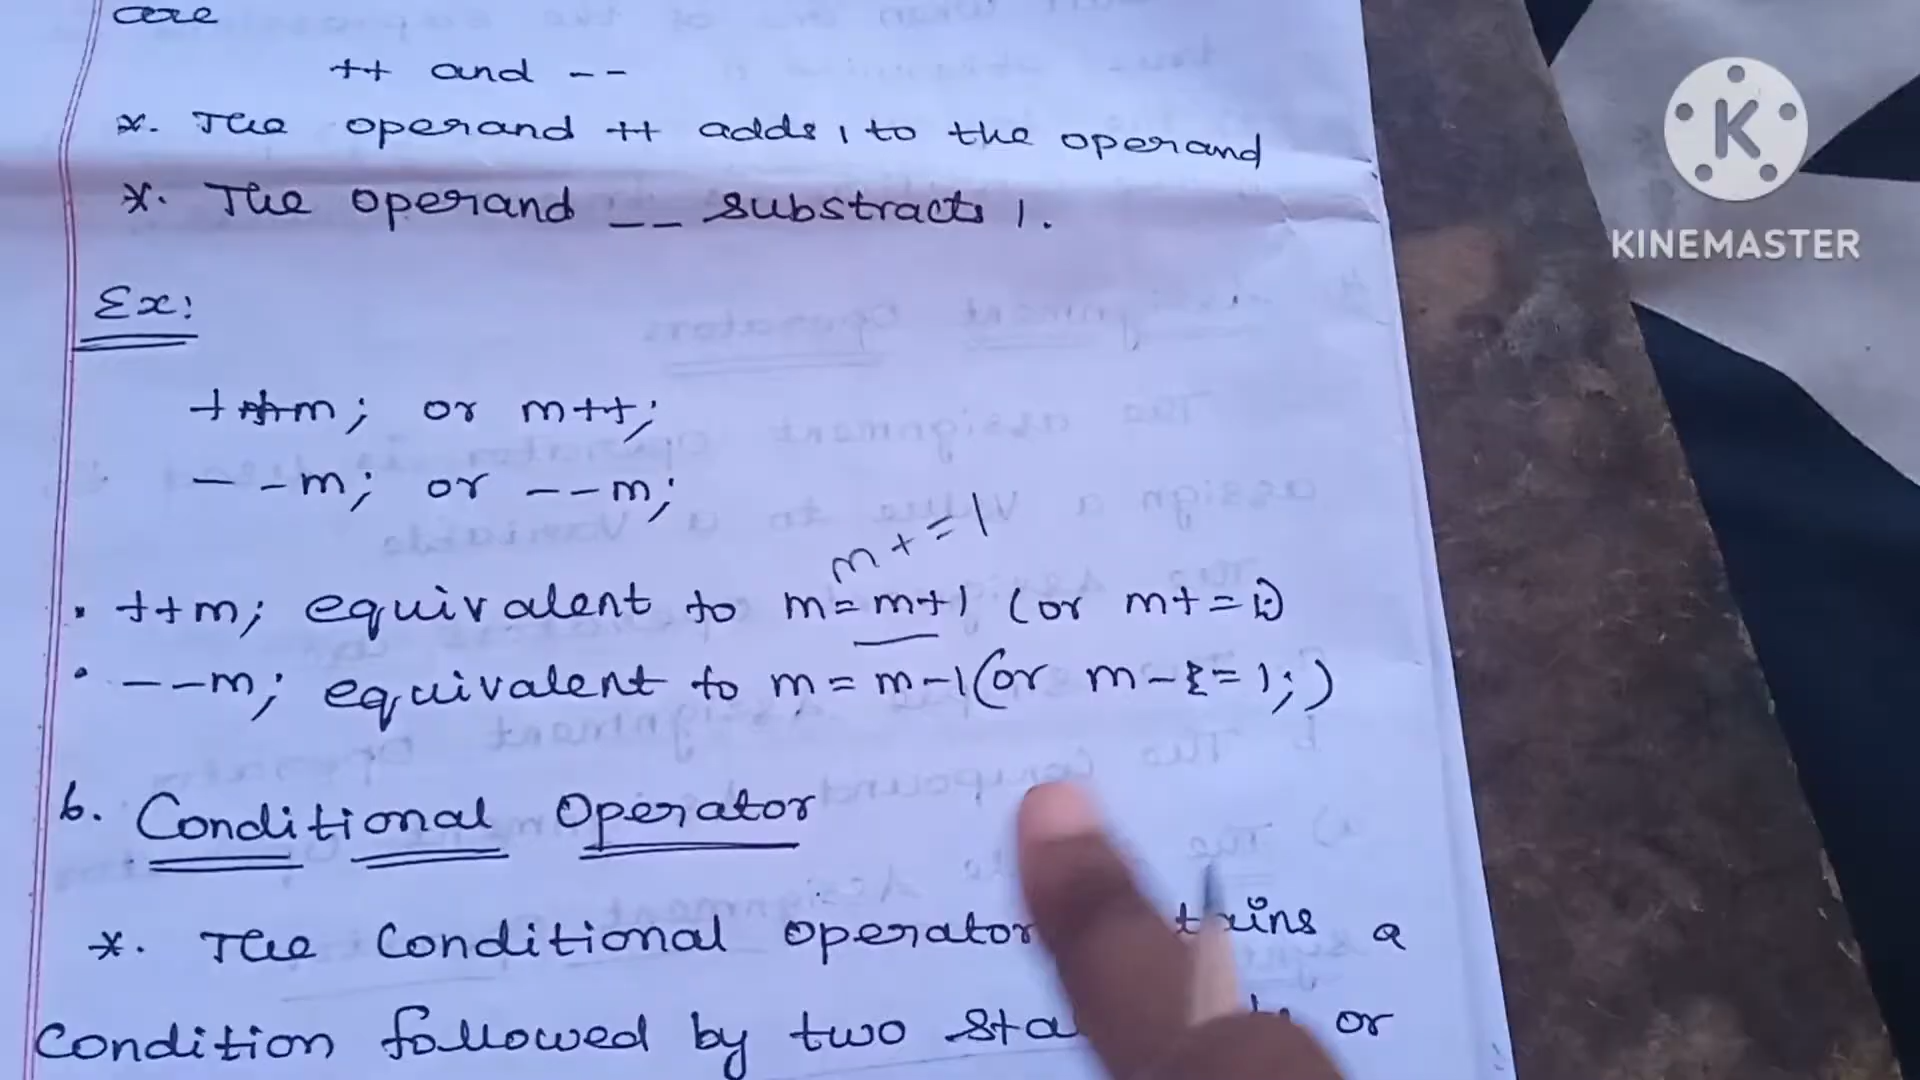 are
++ and --
*. The operand ++ adds 1 to the operand
*. The operand -- substracts 1.
Ex:
++m; or m++;
--m; or --m;
m+=1
• ++m; equivalent to m=m+1 (or m+=1;)
• --m; equivalent to m=m-1(or m-=1;)
6. Conditional Operator
*. The Conditional operator a
Condition followed by two or
KINEMASTER